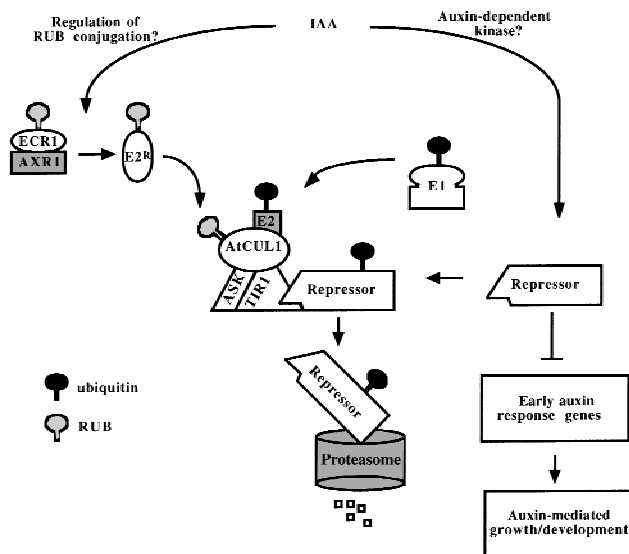 Regulation of
RUB conjugation?
IAA
Auxin-dependent
kinase?
ECR1
AXR1
E2R
E1
E2
AtCUL1
ASK
TIR1
Repressor
Repressor
Repressor
ubiquitin
RUB
Proteasome
Early auxin
response genes
Auxin-mediated
growth/development